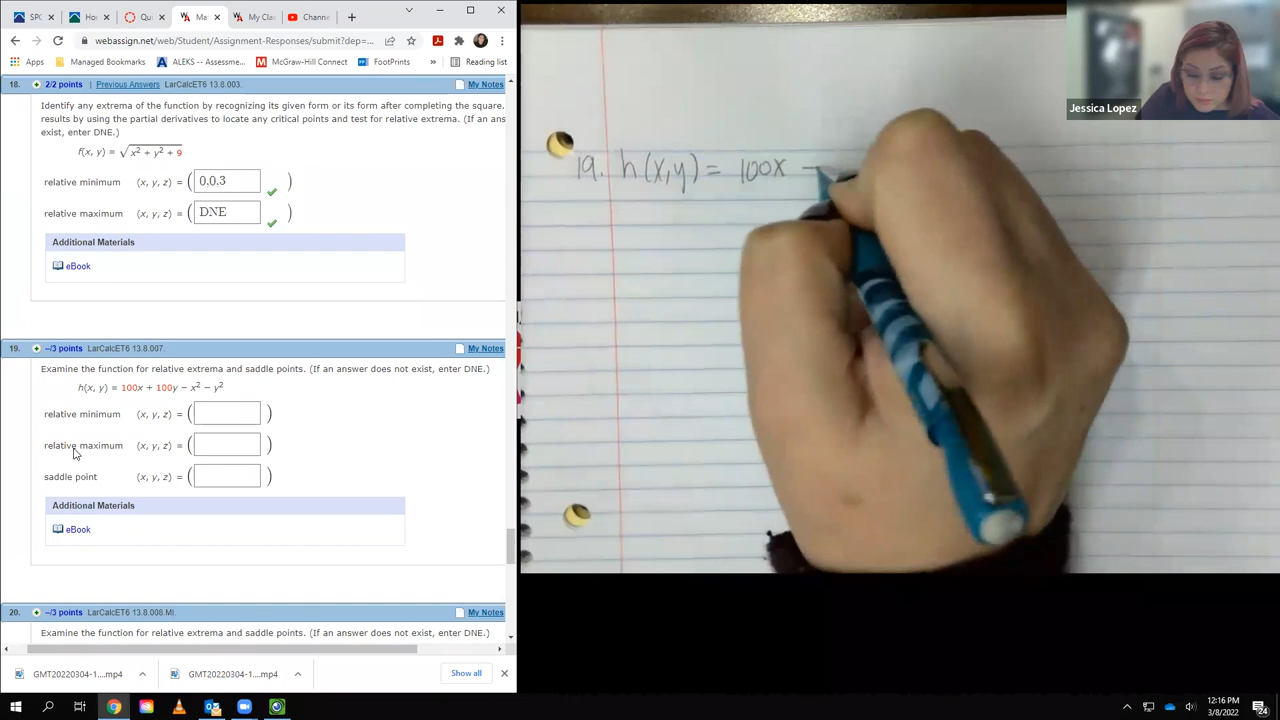 SPC
Ho
Qu
Ma
My Cla
Channe
webassign.net/web/Student/Assignment-Responses/submit?dep=...
Apps
Managed Bookmarks
ALEKS -- ...
McGraw-Hill Connect
FootPrints
»
Reading list
18. 2/2 points | Previous Answers LarCalcET6 13.8.003. My Notes
Identify any extrema of the function by recognizing its given form or its form after completing the square.
results by using the partial derivatives to locate any critical points and test for relative extrema. (If an ans
exist, enter DNE.)
f(x, y) = √x² + y² + 9
relative minimum (x, y, z) = ( 0,0,3 )
relative maximum (x, y, z) = ( DNE )
Additional Materials
eBook
19. –/3 points LarCalcET6 13.8.007. My Notes
Examine the function for relative extrema and saddle points. (If an answer does not exist, enter DNE.)
h(x, y) = 100x + 100y − x² − y²
relative minimum (x, y, z) = ( )
relative maximum (x, y, z) = ( )
saddle point (x, y, z) = ( )
Additional Materials
eBook
20. –/3 points LarCalcET6 13.8.008.MI. My Notes
Examine the function for relative extrema and saddle points. (If an answer does not exist, enter DNE.)
GMT20220304-1....mp4
GMT20220304-1....mp4
Show all
19. h(x,y) = 100x
Jessica Lopez
12:16 PM
3/8/2022
24